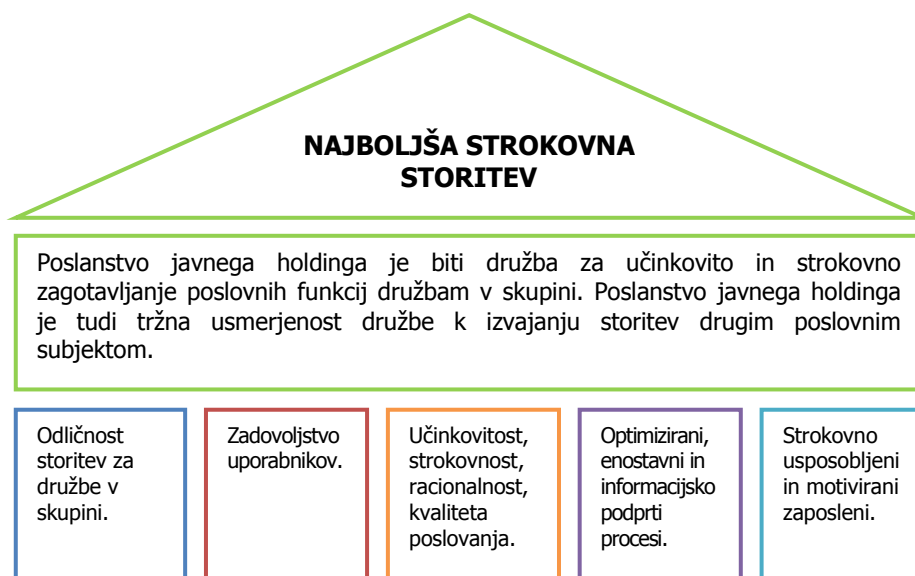 NAJBOLJŠA STROKOVNA
STORITEV
Poslanstvo javnega holdinga je biti družba za učinkovito in strokovno
zagotavljanje poslovnih funkcij družbam v skupini. Poslanstvo javnega holdinga
je tudi tržna usmerjenost družbe k izvajanju storitev drugim poslovnim
subjektom.
Odličnost
storitev za
družbe v
skupini.
Zadovoljstvo
uporabnikov.
Učinkovitost,
strokovnost,
racionalnost,
kvaliteta
poslovanja.
Optimizirani,
enostavni in
informacijsko
podprti
procesi.
Strokovno
usposobljeni
in motivirani
zaposleni.